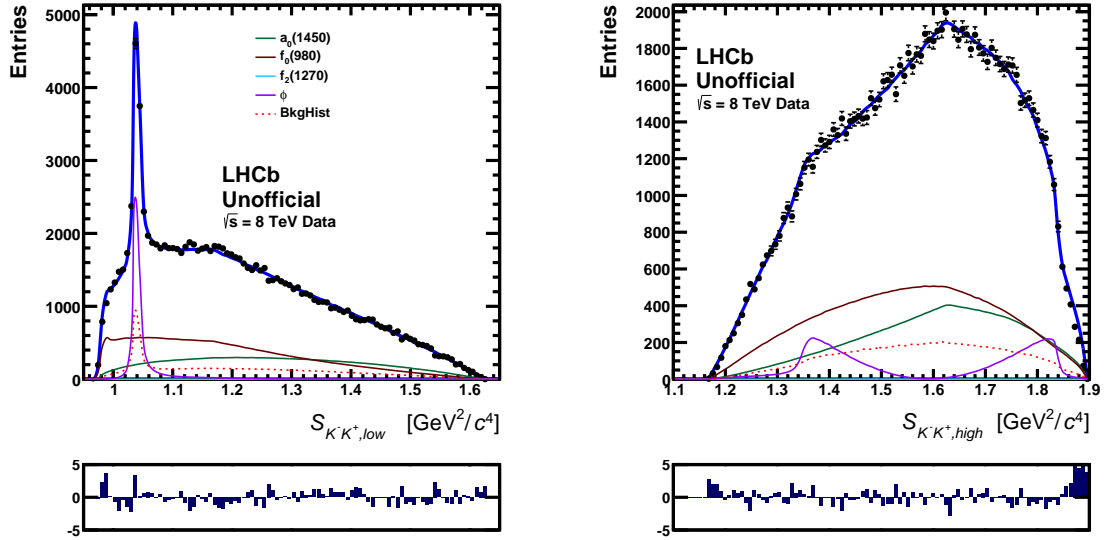 Entries
5000
4000
3000
2000
1000
0
a₀(1450)
f₀(980)
f₂(1270)
ϕ
BkgHist
LHCb
Unofficial
√s = 8 TeV Data
1 1.1 1.2 1.3 1.4 1.5 1.6
S_{K⁻K⁺,low} [GeV²/c⁴]
5
0
-5
Entries
2000
1800
1600
1400
1200
1000
800
600
400
200
0
LHCb
Unofficial
√s = 8 TeV Data
1.1 1.2 1.3 1.4 1.5 1.6 1.7 1.8 1.9
S_{K⁻K⁺,high} [GeV²/c⁴]
5
0
-5